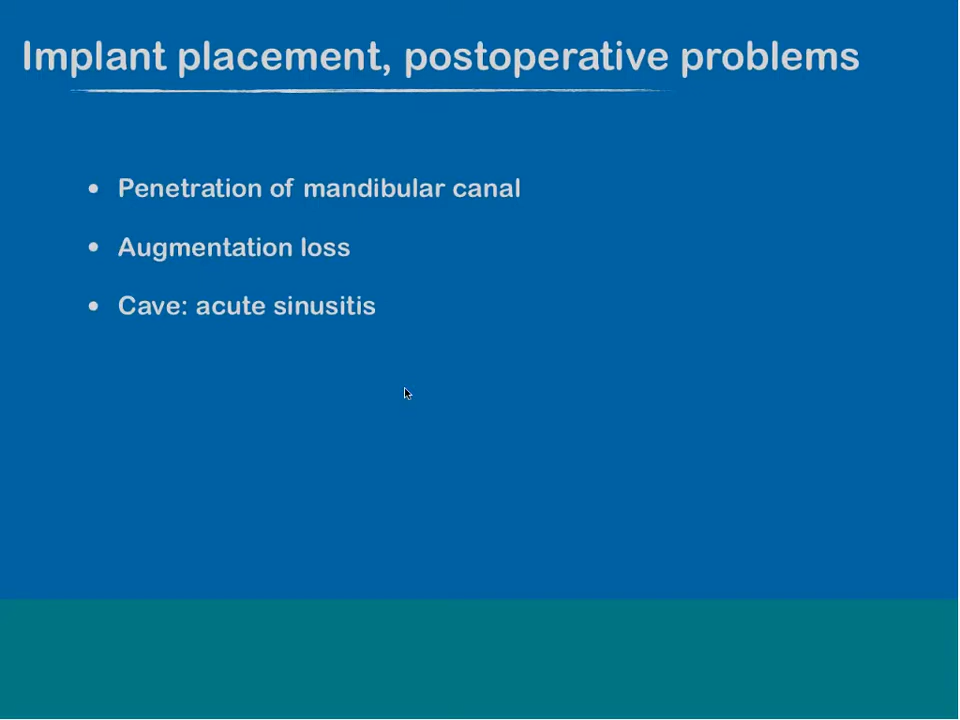 Implant placement, postoperative problems
• Penetration of mandibular canal
• Augmentation loss
• Cave: acute sinusitis